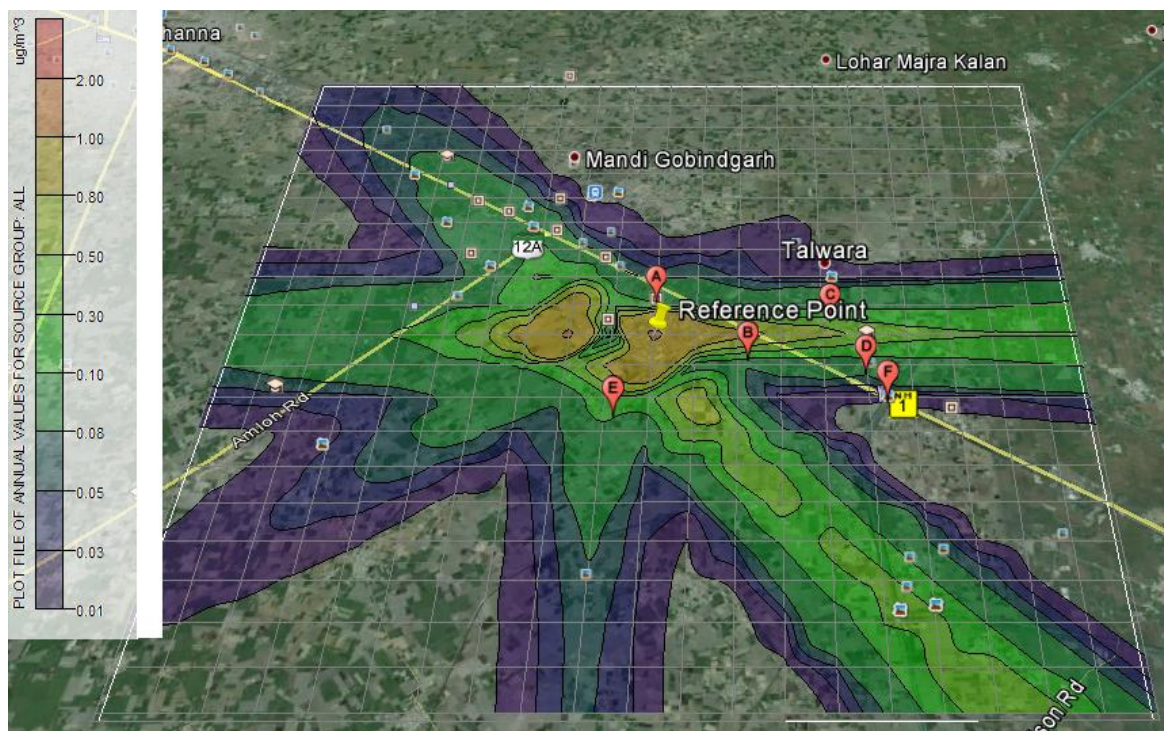 PLOT FILE OF ANNUAL VALUES FOR SOURCE GROUP: ALL
ug/m^3
2.00
1.00
0.80
0.50
0.30
0.10
0.08
0.05
0.03
0.01
hanna
Lohar Majra Kalan
Mandi Gobindgarh
12A
Talwara
A
C
Reference Point
B
D
F
E
NH
1
Amloh Rd
son Rd